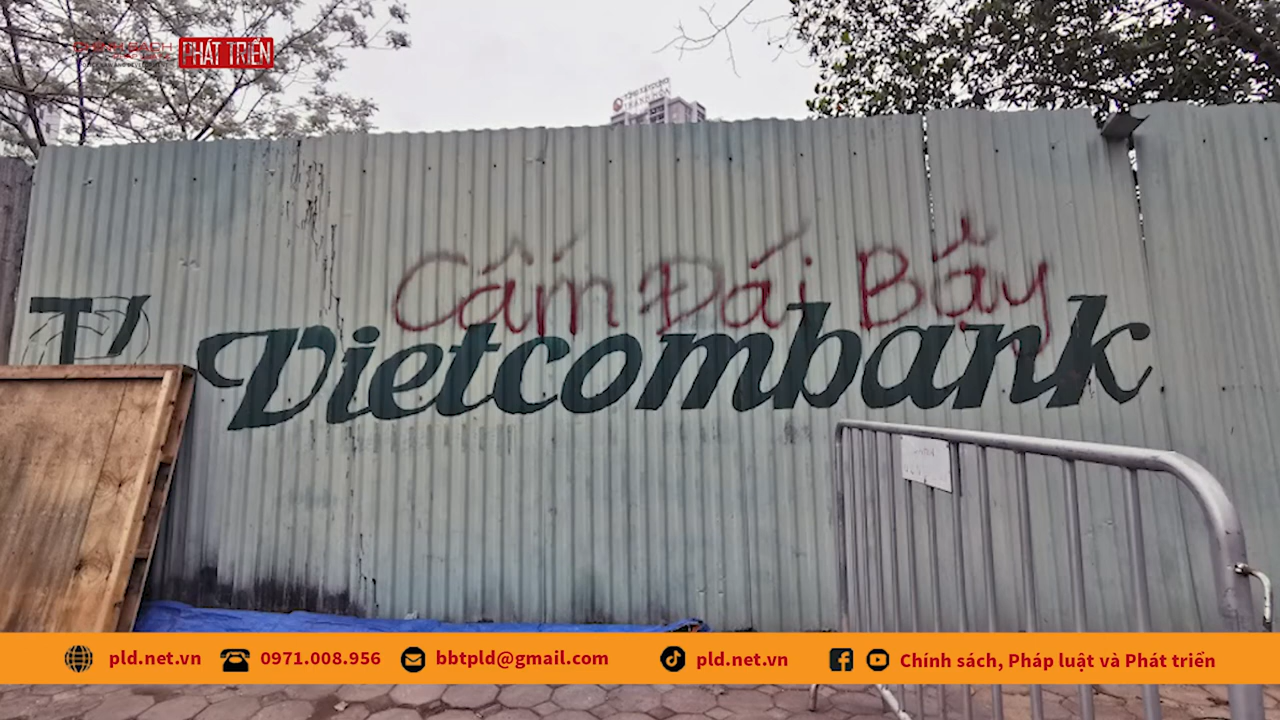 PHÁT TRIỂN
Cấm Đái Bậy
Vietcombank
pld.net.vn
0971.008.956
bbtpld@gmail.com
pld.net.vn
Chính sách, Pháp luật và Phát triển